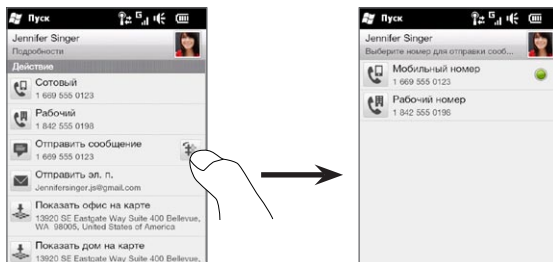 Пуск
Jennifer Singer
Подробности
Действие
Сотовый
1 669 555 0123
Рабочий
1 842 555 0198
Отправить сообщение
1 669 555 0123
Отправить эл. п.
Jennifersinger.js@gmail.com
Показать офис на карте
13920 SE Eastgate Way Suite 400 Bellevue,
WA 98005, United States of America
Показать дом на карте
13920 SE Eastgate Way Suite 400 Bellevue,
Пуск
Jennifer Singer
Выберите номер для отправки сооб...
Мобильный номер
1 669 555 0123
Рабочий номер
1 842 555 0198